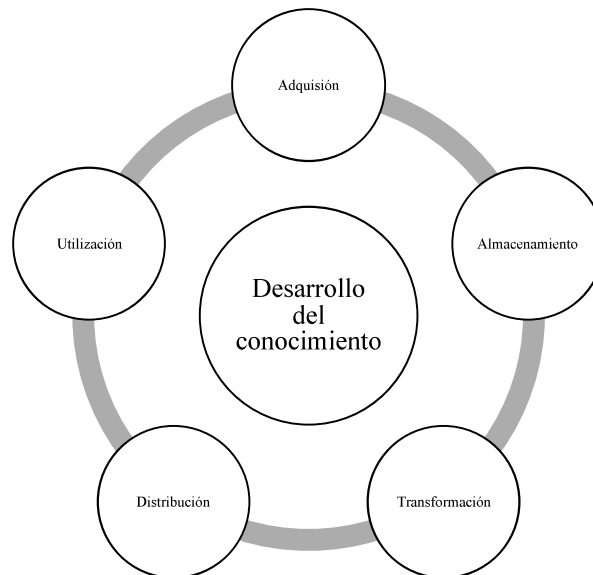 Adquisión
Utilización
Almacenamiento
Desarrollo
del
conocimiento
Distribución
Transformación